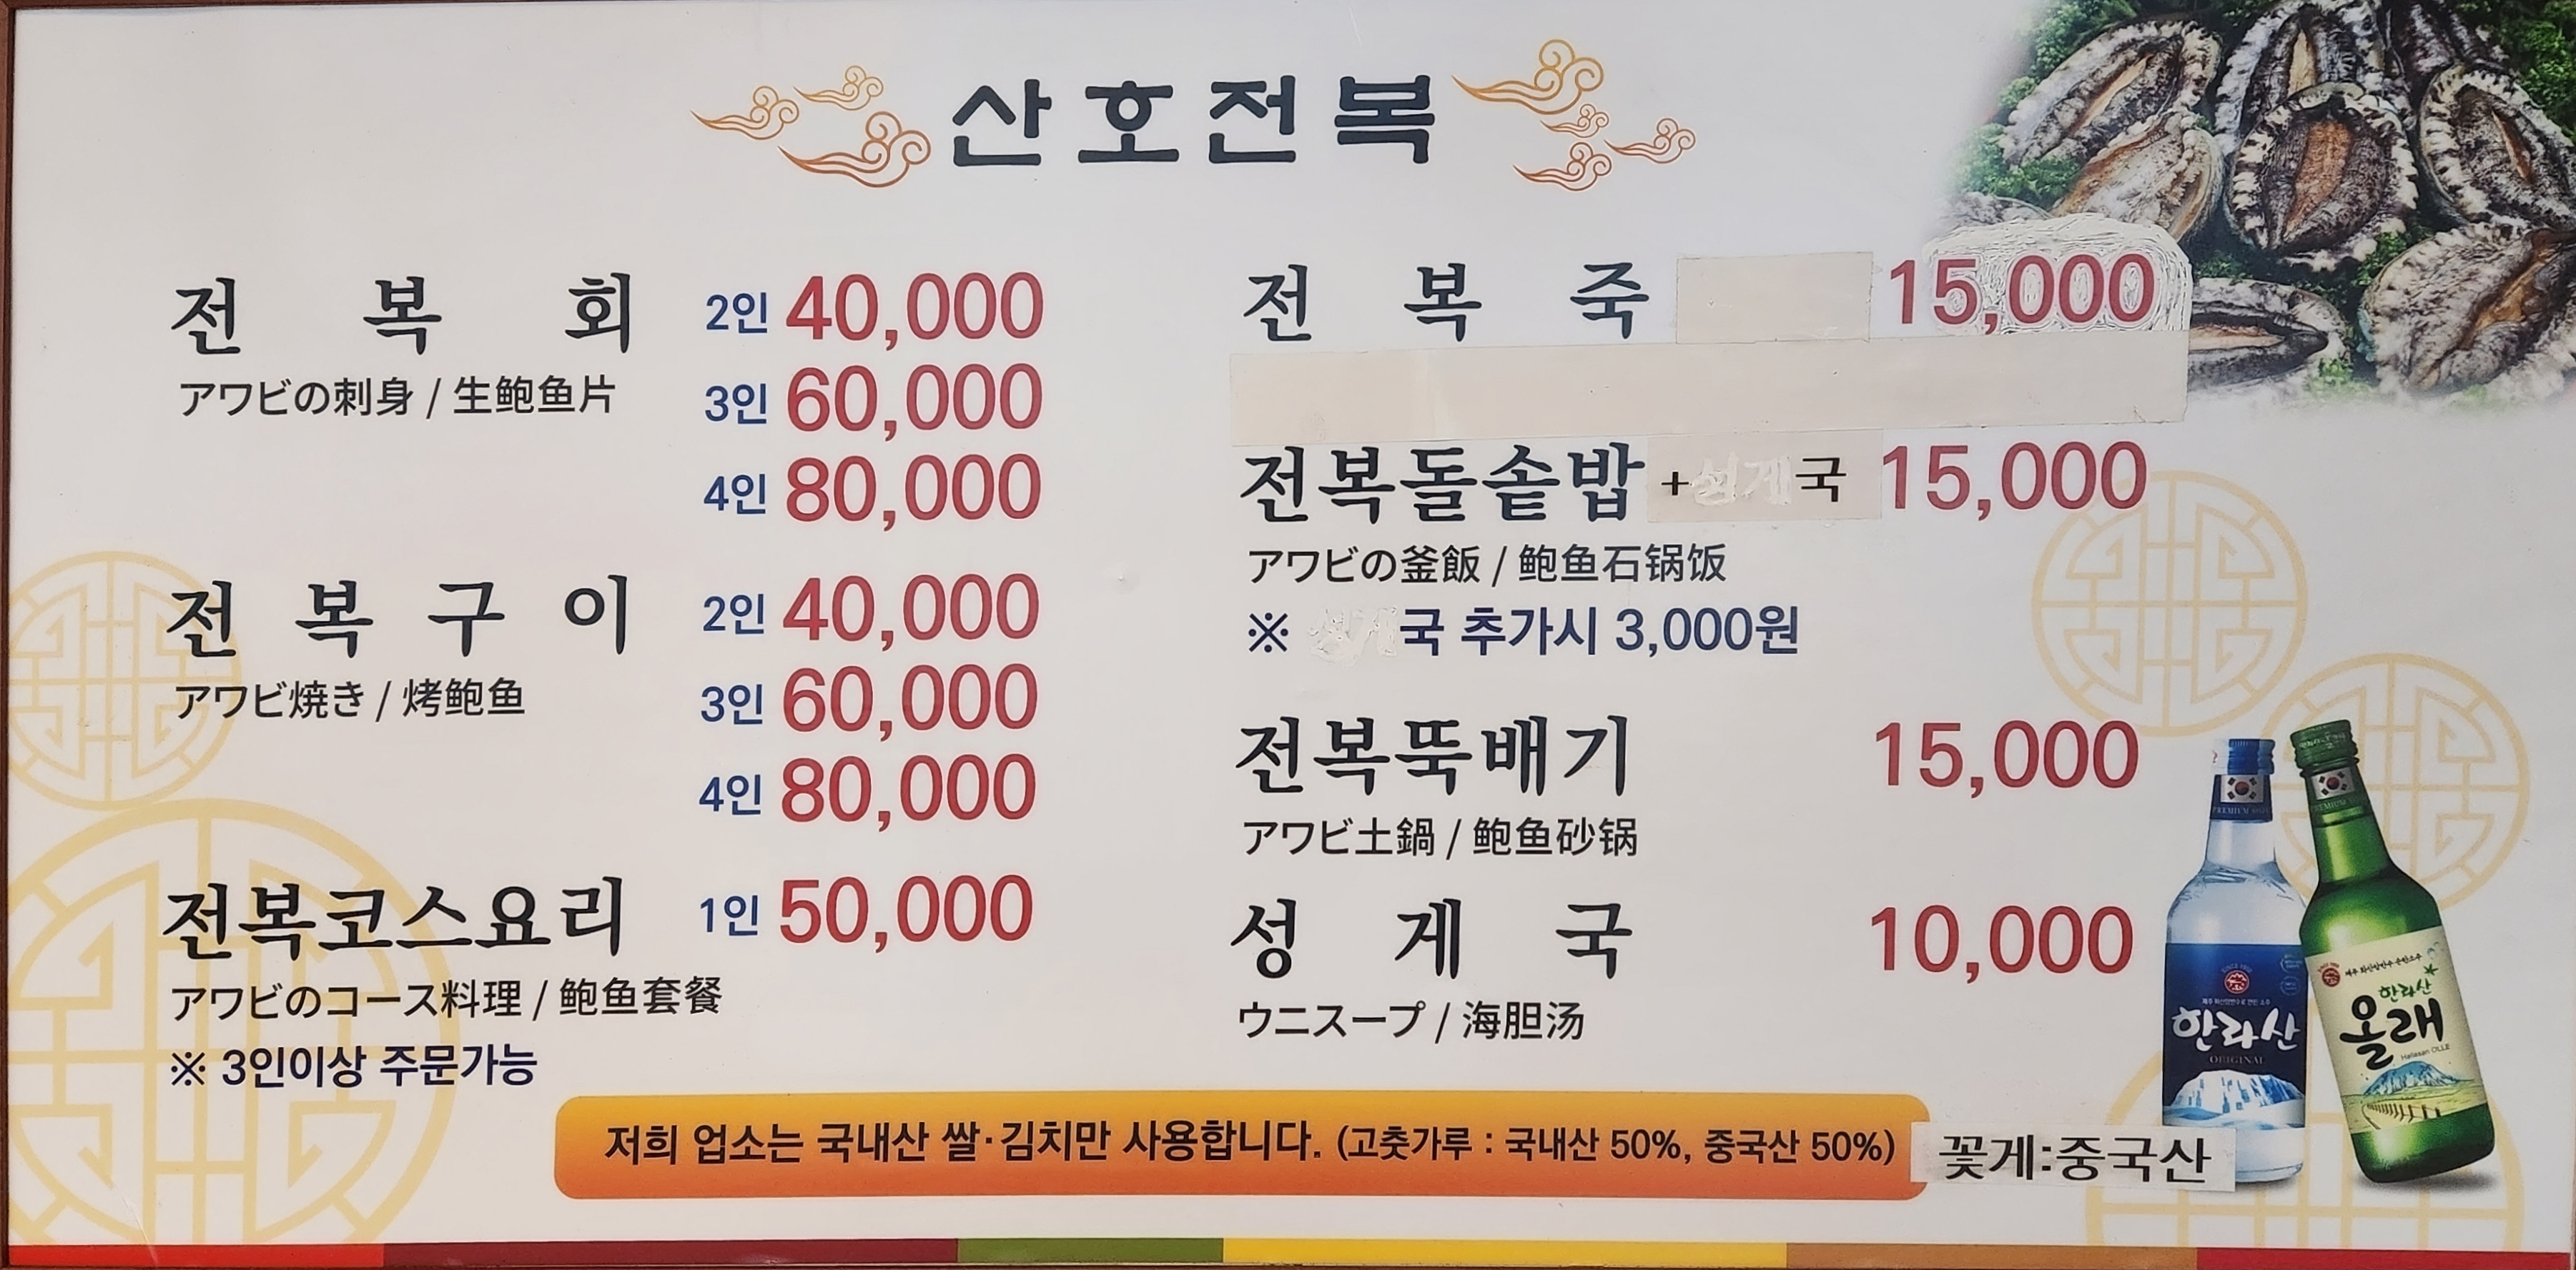 산호전복
전복회 2인 40,000
アワビの刺身 / 生鲍鱼片 3인 60,000
4인 80,000
전복구이 2인 40,000
アワビ焼き / 烤鲍鱼 3인 60,000
4인 80,000
전복코스요리 1인 50,000
アワビのコース料理 / 鲍鱼套餐
※ 3인이상 주문가능
전복죽 15,000
전복돌솥밥 + 국 15,000
アワビの釜飯 / 鲍鱼石锅饭
※ 국 추가시 3,000원
전복뚝배기 15,000
アワビ土鍋 / 鲍鱼砂锅
성게국 10,000
ウニスープ / 海胆汤
저희 업소는 국내산 쌀·김치만 사용합니다. (고춧가루 : 국내산 50%, 중국산 50%)
꽃게:중국산
한라산
ORIGINAL
한라산
올래
Hallasan OLLE